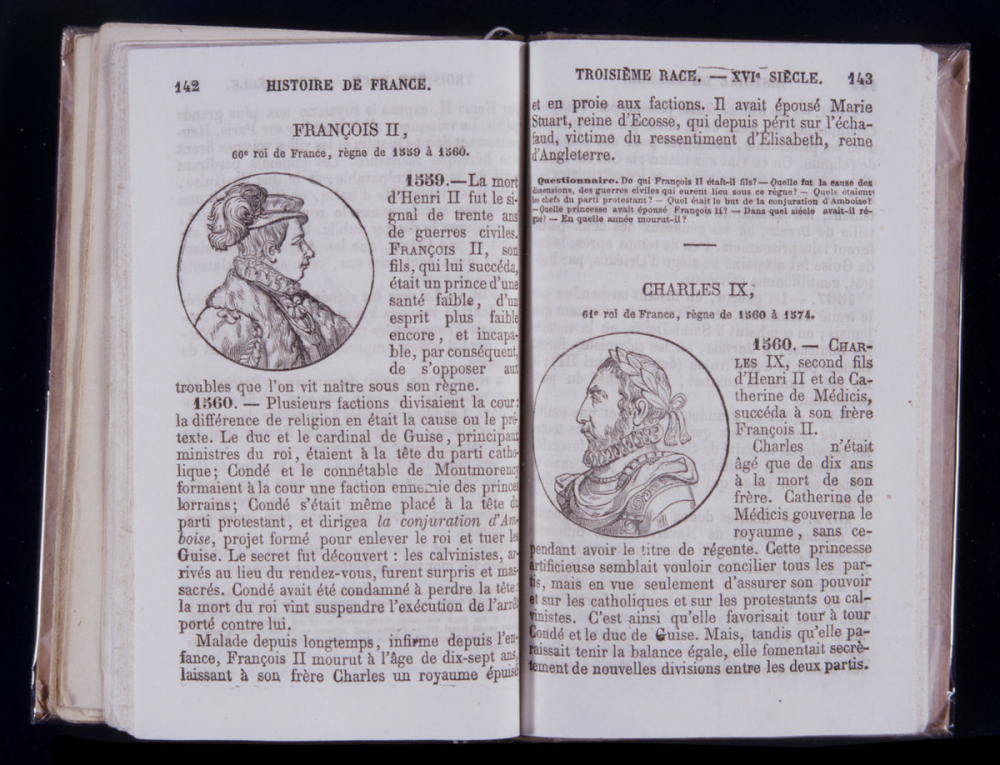 142 HISTOIRE DE FRANCE.
FRANÇOIS II,
60e roi de France, règne de 1559 à 1560.
1559.—La mort
d'Henri II fut le si-
gnal de trente ans
de guerres civiles.
FRANÇOIS II, son
fils, qui lui succéda,
était un prince d'une
santé faible, d'un
esprit plus faible
encore, et incapa-
ble, par conséquent,
de s'opposer aux
troubles que l'on vit naître sous son règne.
1560. — Plusieurs factions divisaient la cour:
la différence de religion en était la cause ou le pré-
texte. Le duc et le cardinal de Guise, principaux
ministres du roi, étaient à la tête du parti catho-
lique; Condé et le connétable de Montmorency
formaient à la cour une faction ennemie des princes
lorrains; Condé s'était même placé à la tête du
parti protestant, et dirigea la conjuration d'Am-
boise, projet formé pour enlever le roi et tuer les
Guise. Le secret fut découvert : les calvinistes, ar-
rivés au lieu du rendez-vous, furent surpris et mas-
sacrés. Condé avait été condamné à perdre la tête:
la mort du roi vint suspendre l'exécution de l'arrêt
porté contre lui.
Malade depuis longtemps, infirme depuis l'en-
fance, François II mourut à l'âge de dix-sept ans,
laissant à son frère Charles un royaume épuisé
TROISIÈME RACE. — XVIe SIÈCLE. 143
et en proie aux factions. Il avait épousé Marie
Stuart, reine d'Ecosse, qui depuis périt sur l'écha-
faud, victime du ressentiment d'Élisabeth, reine
d'Angleterre.
Questionnaire. De qui François II était-il fils? — Quelle fut la cause des
dissensions, des guerres civiles qui eurent lieu sous ce règne? — Quels étaient
les chefs du parti protestant? — Quel était le but de la conjuration d'Amboise?
—Quelle princesse avait épousé François II? — Dans quel siècle avait-il ré-
gné? — En quelle année mourut-il?
CHARLES IX,
61e roi de France, règne de 1560 à 1574.
1560. — CHAR-
LES IX, second fils
d'Henri II et de Ca-
therine de Médicis,
succéda à son frère
François II.
Charles n'était
âgé que de dix ans
à la mort de son
frère. Catherine de
Médicis gouverna le
royaume, sans ce-
pendant avoir le titre de régente. Cette princesse
artificieuse semblait vouloir concilier tous les par-
tis, mais en vue seulement d'assurer son pouvoir
et sur les catholiques et sur les protestants ou cal-
vinistes. C'est ainsi qu'elle favorisait tour à tour
Condé et le duc de Guise. Mais, tandis qu'elle pa-
raissait tenir la balance égale, elle fomentait secrè-
tement de nouvelles divisions entre les deux partis.